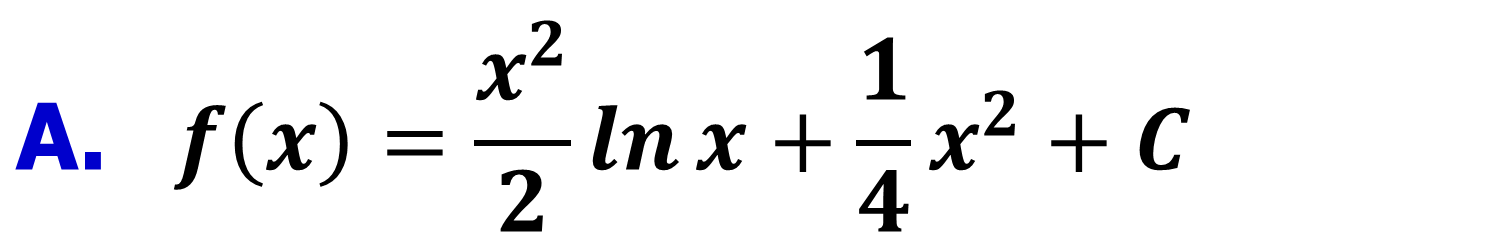 A. f(x) = x²/2 ln x + 1/4 x² + C